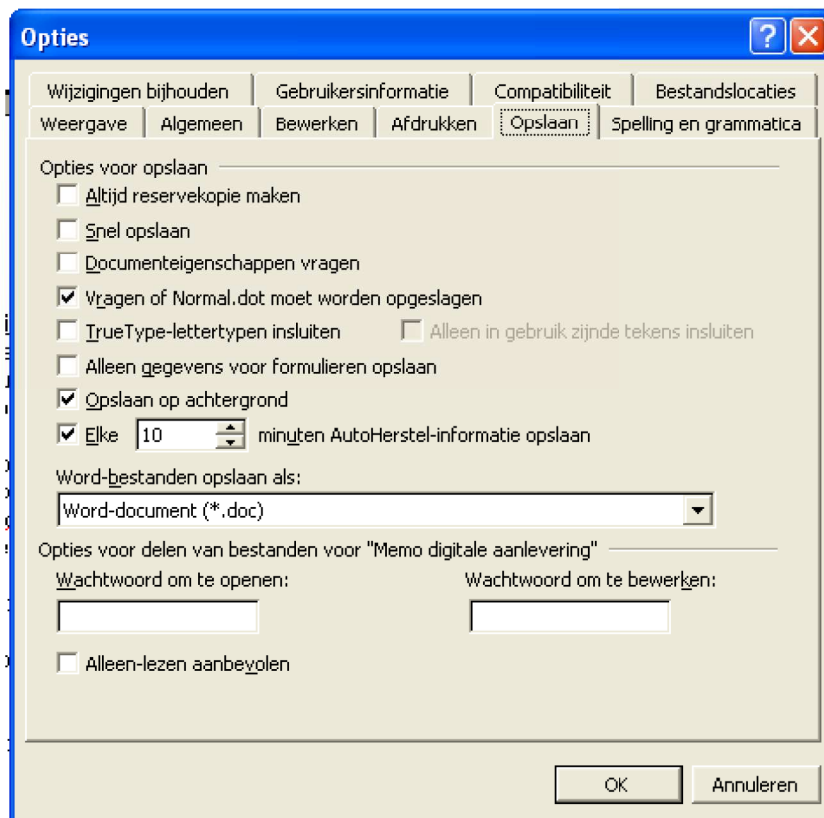 Opties
Wijzigingen bijhouden Gebruikersinformatie Compatibiliteit Bestandslocaties
Weergave Algemeen Bewerken Afdrukken Opslaan Spelling en grammatica
Opties voor opslaan
Altijd reservekopie maken
Snel opslaan
Documenteigenschappen vragen
Vragen of Normal.dot moet worden opgeslagen
TrueType-lettertypen insluiten Alleen in gebruik zijnde tekens insluiten
Alleen gegevens voor formulieren opslaan
Opslaan op achtergrond
Elke 10 minuten AutoHerstel-informatie opslaan
Word-bestanden opslaan als:
Word-document (*.doc)
Opties voor delen van bestanden voor "Memo digitale aanlevering"
Wachtwoord om te openen: Wachtwoord om te bewerken:
Alleen-lezen aanbevolen
OK Annuleren